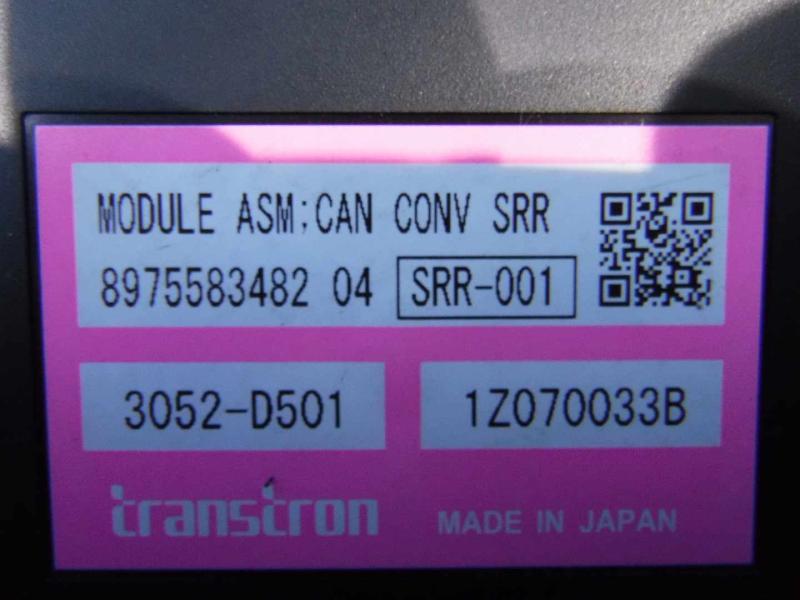 MODULE ASM;CAN CONV SRR
8975583482 04 SRR-001
3052-D501 1Z070033B
transtron MADE IN JAPAN